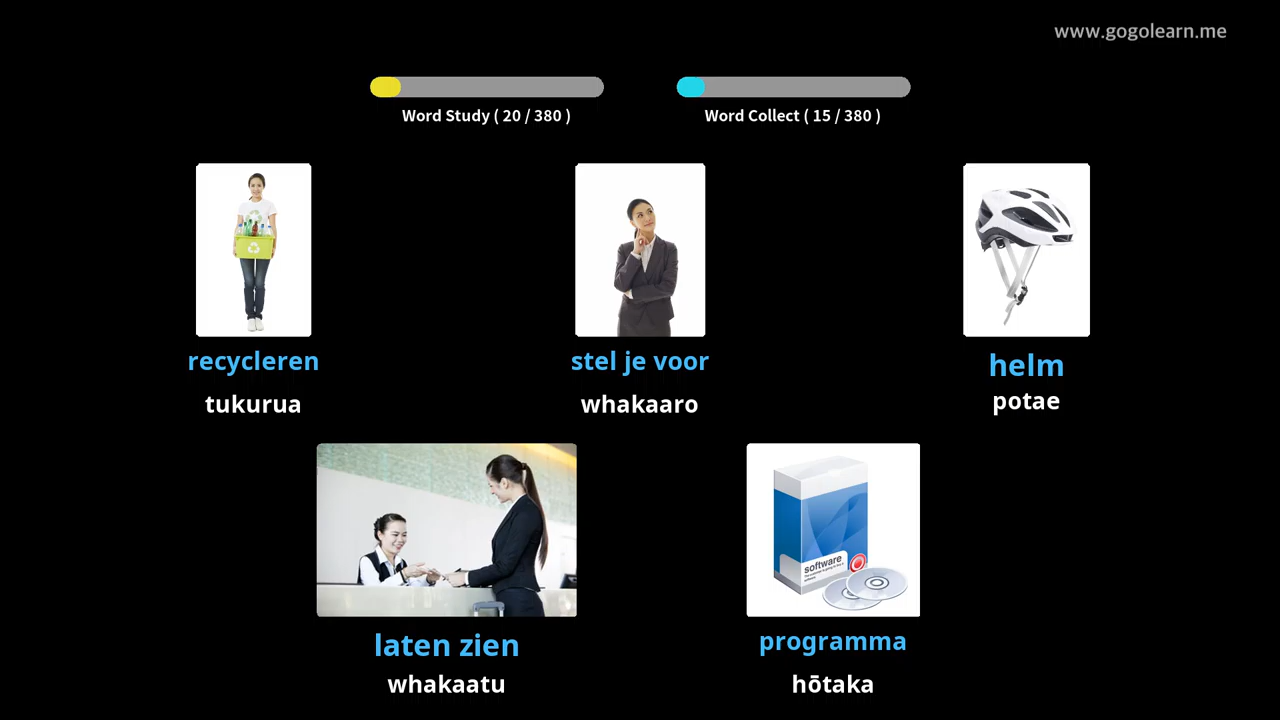 www.gogolearn.me
Word Study ( 20 / 380 )
Word Collect ( 15 / 380 )
recycleren
stel je voor
helm
tukurua
whakaaro
potae
software
laten zien
programma
whakaatu
hōtaka